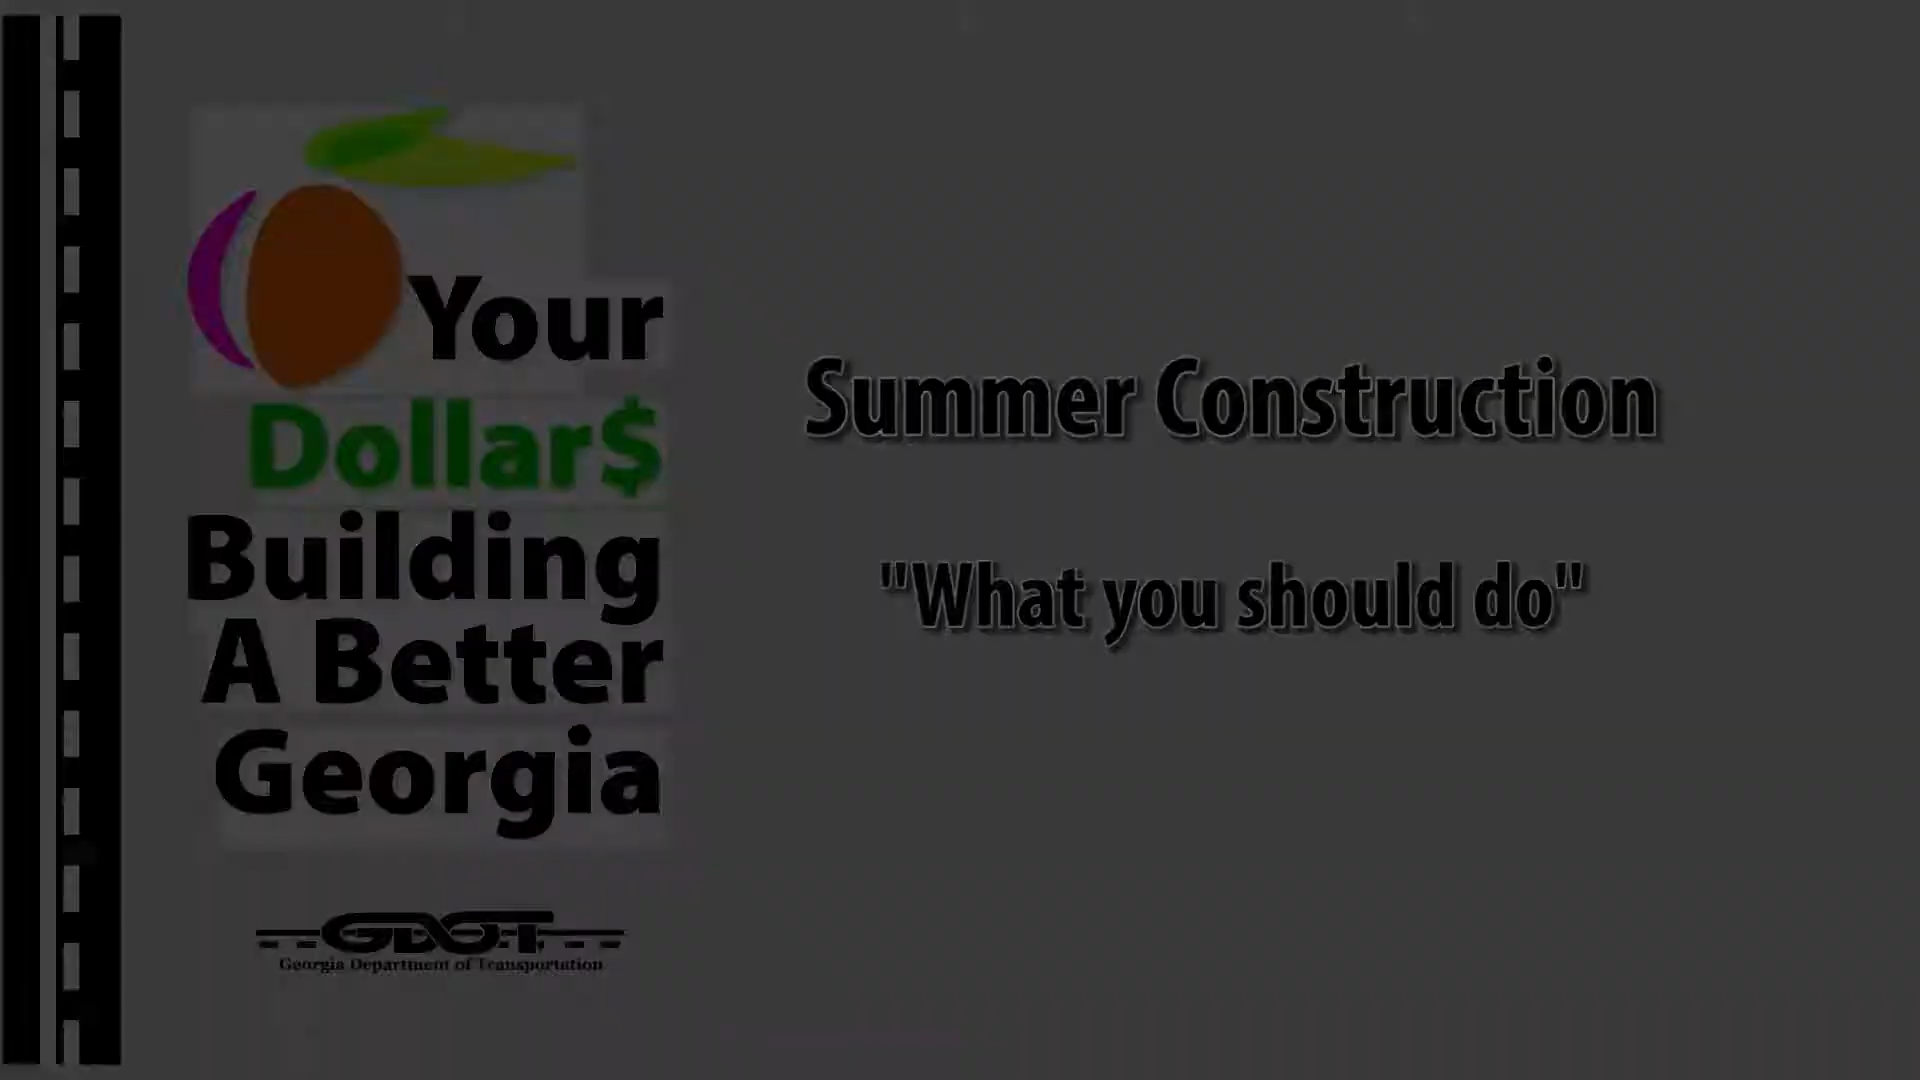 Your
Dollar$
Building
A Better
Georgia
GDOT
Georgia Department of Transportation
Summer Construction
"What you should do"